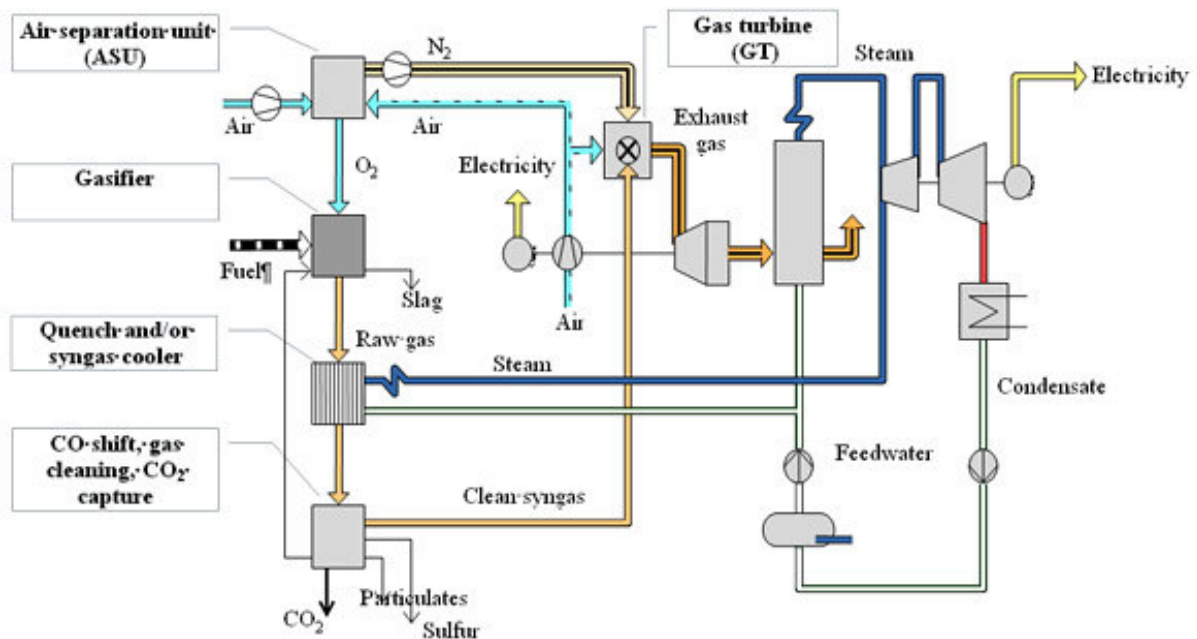 Air·separation·unit·
(ASU)
N₂
Gas turbine
(GT)
Steam
Electricity
Air
Air
Exhaust
gas
Electricity
O₂
Gasifier
Fuel¶
Slag
Air
Quench·and/or·
syngas·cooler
Raw·gas
Steam
Condensate
CO·shift,·gas·
cleaning,·CO₂·
capture
Feedwater
Clean·syngas
Particulates
CO₂
Sulfur